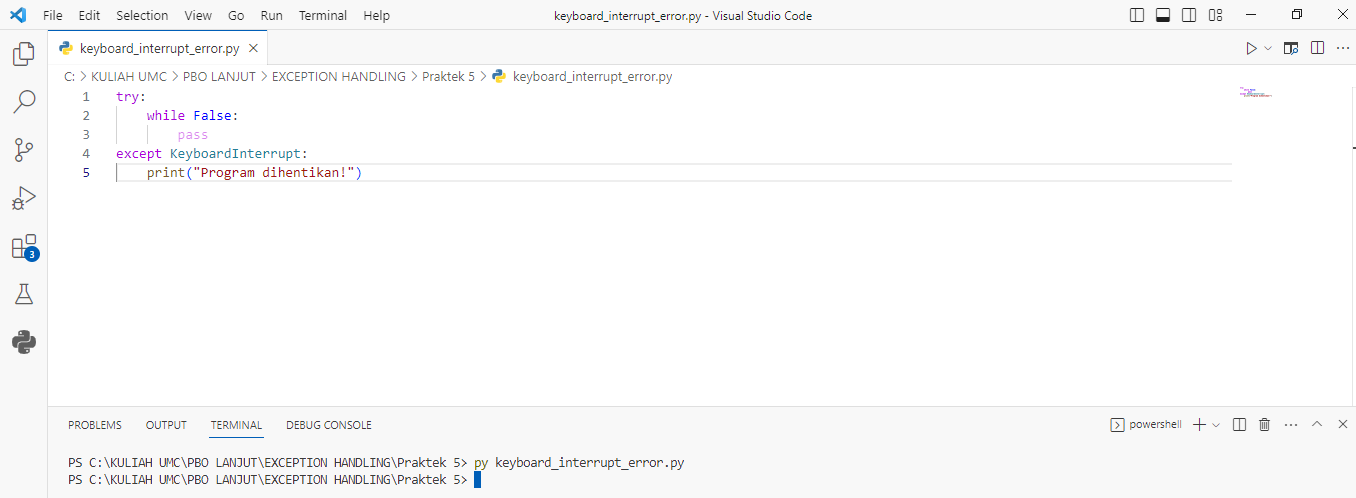 File Edit Selection View Go Run Terminal Help keyboard_interrupt_error.py - Visual Studio Code
keyboard_interrupt_error.py
C: > KULIAH UMC > PBO LANJUT > EXCEPTION HANDLING > Praktek 5 > keyboard_interrupt_error.py
1 try:
2     while False:
3         pass
4 except KeyboardInterrupt:
5     print("Program dihentikan!")
3
PROBLEMS OUTPUT TERMINAL DEBUG CONSOLE powershell
PS C:\KULIAH UMC\PBO LANJUT\EXCEPTION HANDLING\Praktek 5> py keyboard_interrupt_error.py
PS C:\KULIAH UMC\PBO LANJUT\EXCEPTION HANDLING\Praktek 5>